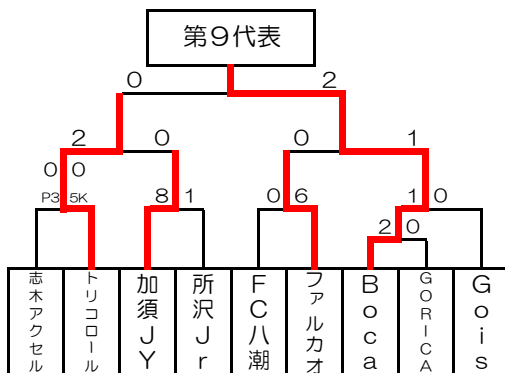 第9代表
0 2
2 0 0 1
0 0
P3 5K 8 1 0 6 1 0
2 0
志木アクセル
トリコロール
加須JY
所沢Jr
FC八潮
ファルカオ
Boca
GORICA
Gois